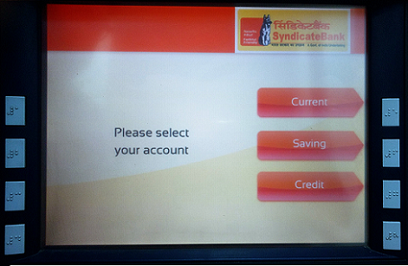 सिंडिकेटबैंक
SyndicateBank
Please select
your account
Current
Saving
Credit